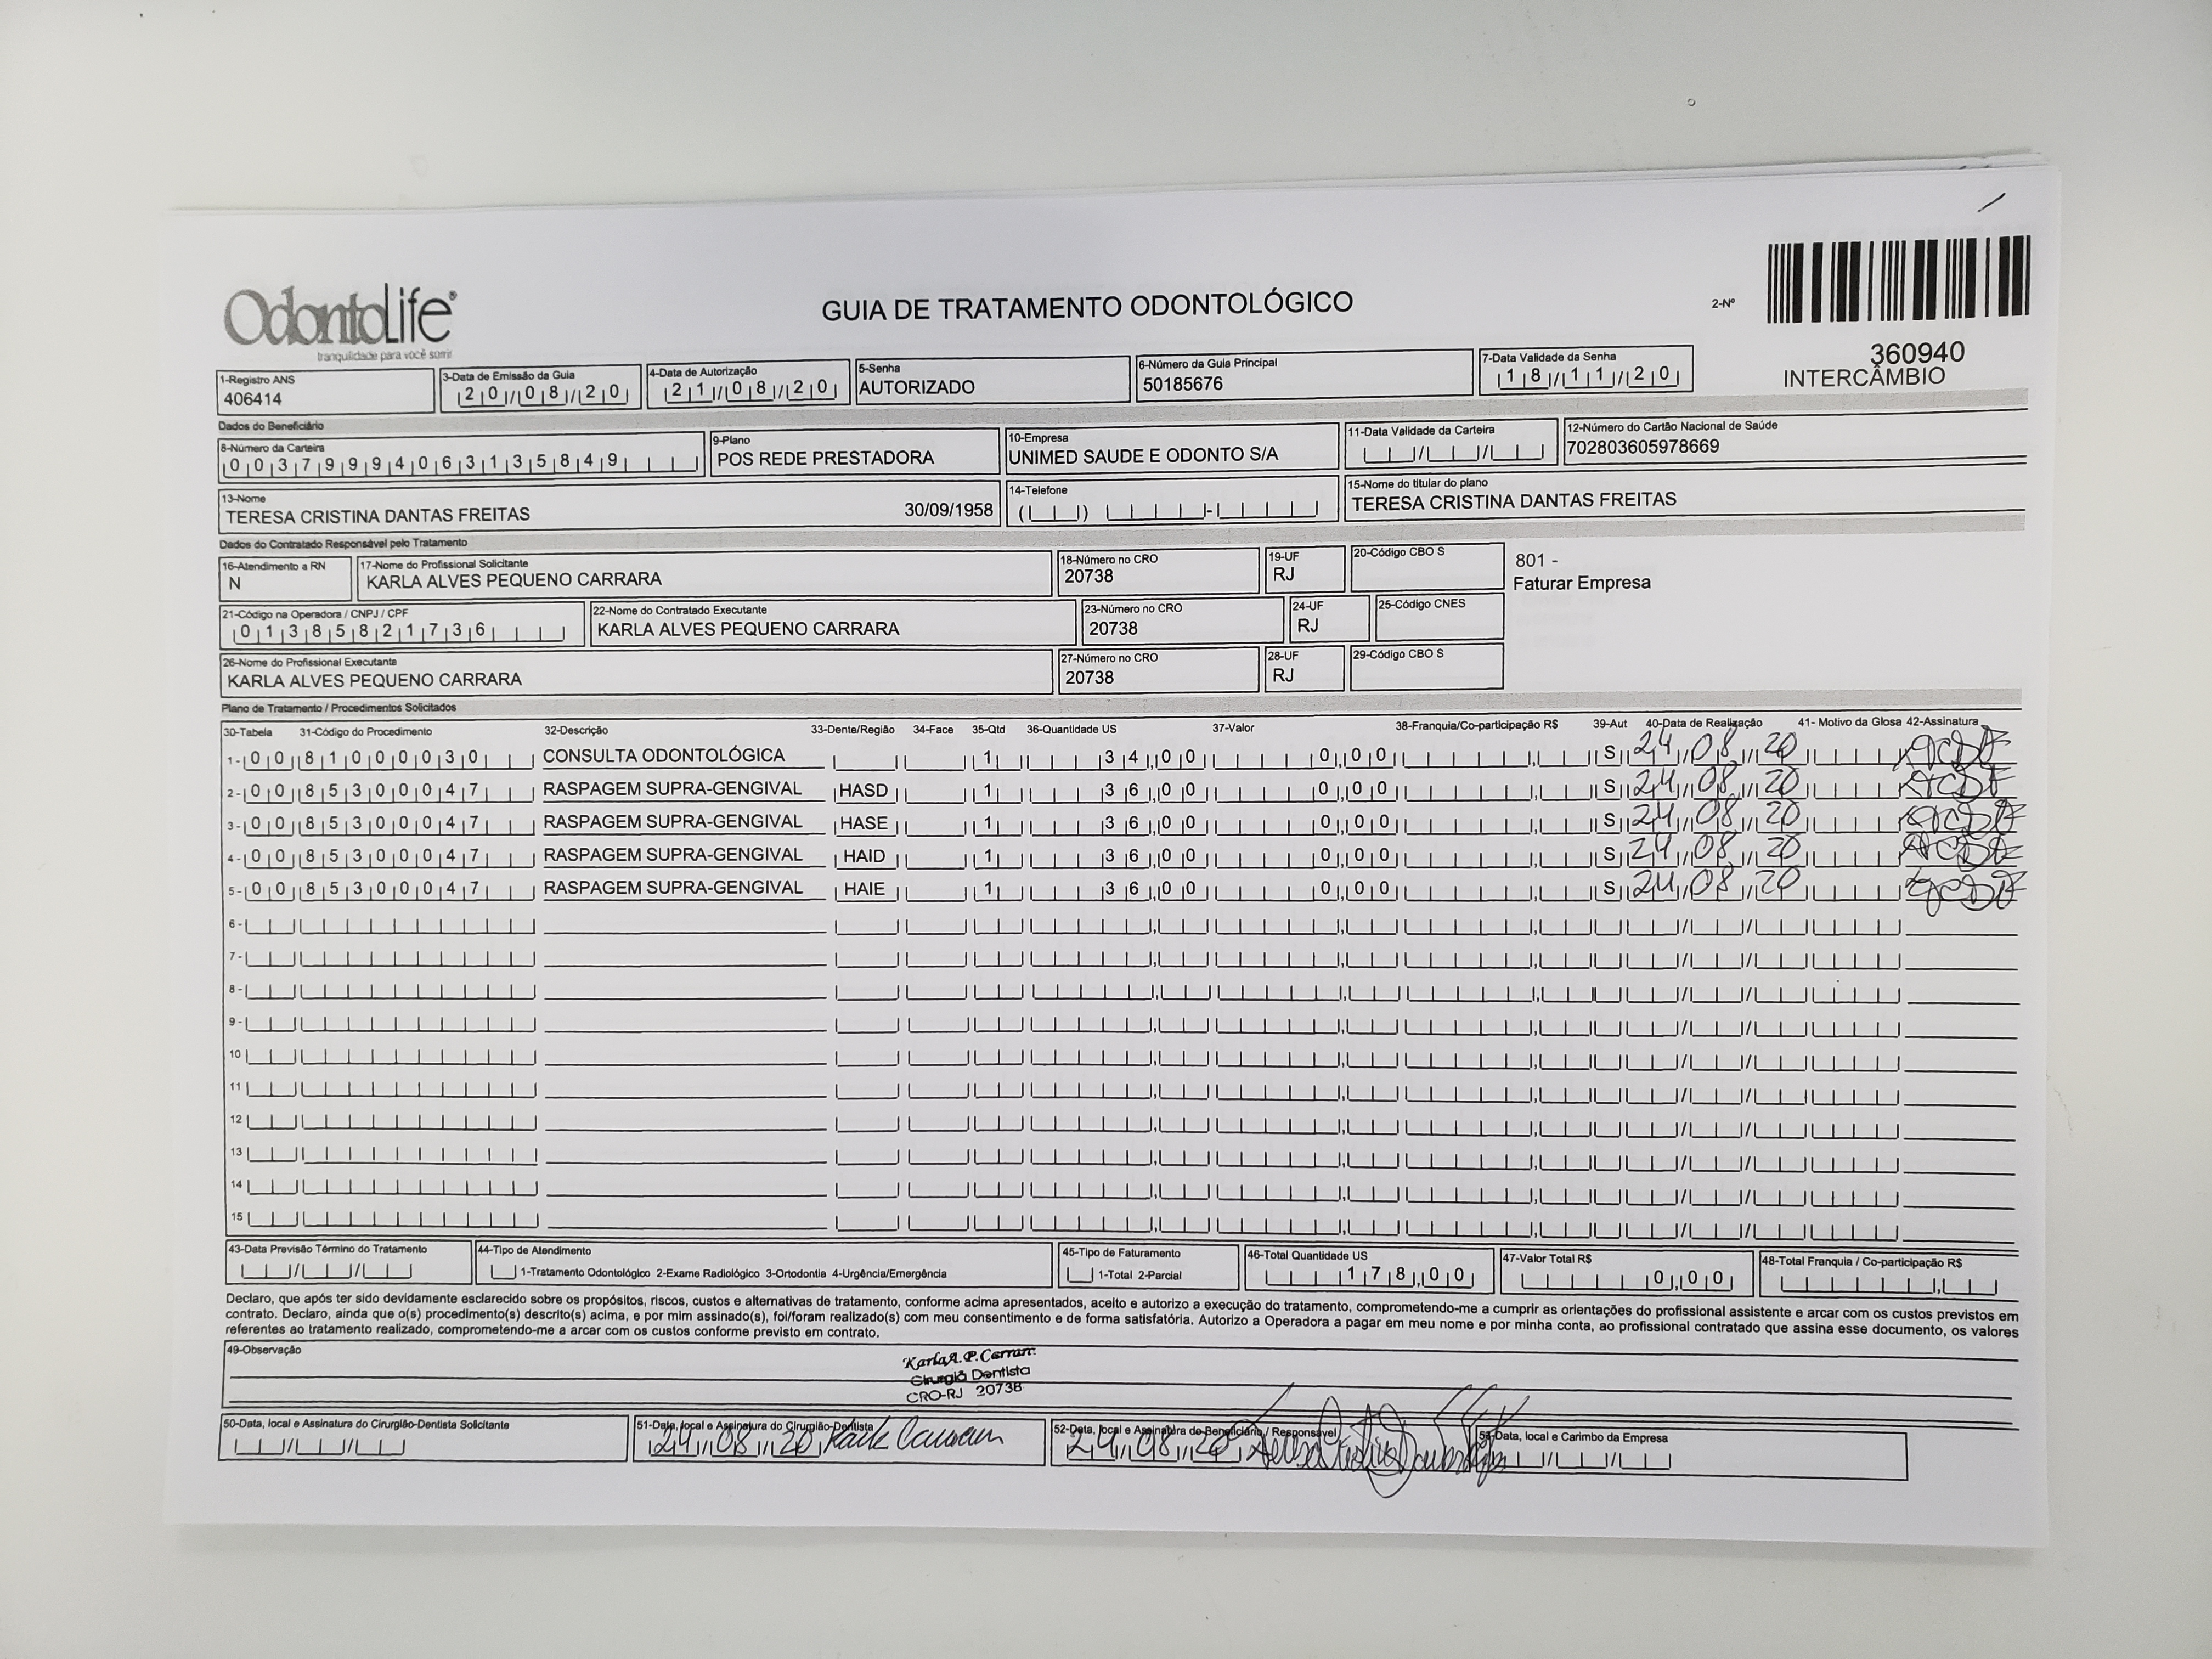 OdontoLife®
tranquilidade para você sorrir
GUIA DE TRATAMENTO ODONTOLÓGICO
2-Nº
360940
INTERCÂMBIO
1-Registro ANS
406414
3-Data de Emissão da Guia
20/08/20
4-Data de Autorização
21/08/20
5-Senha
AUTORIZADO
6-Número da Guia Principal
50185676
7-Data Validade da Senha
18/11/20
Dados do Beneficiário
8-Número da Carteira
00379994063135849
9-Plano
POS REDE PRESTADORA
10-Empresa
UNIMED SAUDE E ODONTO S/A
11-Data Validade da Carteira
12-Número do Cartão Nacional de Saúde
702803605978669
13-Nome
TERESA CRISTINA DANTAS FREITAS 30/09/1958
14-Telefone
15-Nome do titular do plano
TERESA CRISTINA DANTAS FREITAS
Dados do Contratado Responsável pelo Tratamento
16-Atendimento a RN
N
17-Nome do Profissional Solicitante
KARLA ALVES PEQUENO CARRARA
18-Número no CRO
20738
19-UF
RJ
20-Código CBO S
801 -
Faturar Empresa
21-Código na Operadora / CNPJ / CPF
01385821736
22-Nome do Contratado Executante
KARLA ALVES PEQUENO CARRARA
23-Número no CRO
20738
24-UF
RJ
25-Código CNES
26-Nome do Profissional Executante
KARLA ALVES PEQUENO CARRARA
27-Número no CRO
20738
28-UF
RJ
29-Código CBO S
Plano de Tratamento / Procedimentos Solicitados
30-Tabela 31-Código do Procedimento 32-Descrição 33-Dente/Região 34-Face 35-Qtd 36-Quantidade US 37-Valor 38-Franquia/Co-participação R$ 39-Aut 40-Data de Realização 41- Motivo da Glosa 42-Assinatura
1- 00 81000030 CONSULTA ODONTOLÓGICA 1 34,00 0,00 S 24/08/20 TCDF
2- 00 85300047 RASPAGEM SUPRA-GENGIVAL HASD 1 36,00 0,00 S 24/08/20 TCDF
3- 00 85300047 RASPAGEM SUPRA-GENGIVAL HASE 1 36,00 0,00 S 24/08/20 TCDF
4- 00 85300047 RASPAGEM SUPRA-GENGIVAL HAID 1 36,00 0,00 S 24/08/20 TCDF
5- 00 85300047 RASPAGEM SUPRA-GENGIVAL HAIE 1 36,00 0,00 S 24/08/20 TCDF
6-
7-
8-
9-
10
11
12
13
14
15
43-Data Previsão Término do Tratamento
44-Tipo de Atendimento
1-Tratamento Odontológico 2-Exame Radiológico 3-Ortodontia 4-Urgência/Emergência
45-Tipo de Faturamento
1-Total 2-Parcial
46-Total Quantidade US
178,00
47-Valor Total R$
0,00
48-Total Franquia / Co-participação R$
Declaro, que após ter sido devidamente esclarecido sobre os propósitos, riscos, custos e alternativas de tratamento, conforme acima apresentados, aceito e autorizo a execução do tratamento, comprometendo-me a cumprir as orientações do profissional assistente e arcar com os custos previstos em
contrato. Declaro, ainda que o(s) procedimento(s) descrito(s) acima, e por mim assinado(s), foi/foram realizado(s) com meu consentimento e de forma satisfatória. Autorizo a Operadora a pagar em meu nome e por minha conta, ao profissional contratado que assina esse documento, os valores
referentes ao tratamento realizado, comprometendo-me a arcar com os custos conforme previsto em contrato.
49-Observação
Karla A. P. Carrara
Cirurgiã Dentista
CRO-RJ 20738
50-Data, local e Assinatura do Cirurgião-Dentista Solicitante
51-Data, local e Assinatura do Cirurgião-Dentista
24/08/20 Karla Carrara
52-Data, local e Assinatura do Beneficiário / Responsável
24/08/20 Teresa Cristina Dantas
53-Data, local e Carimbo da Empresa